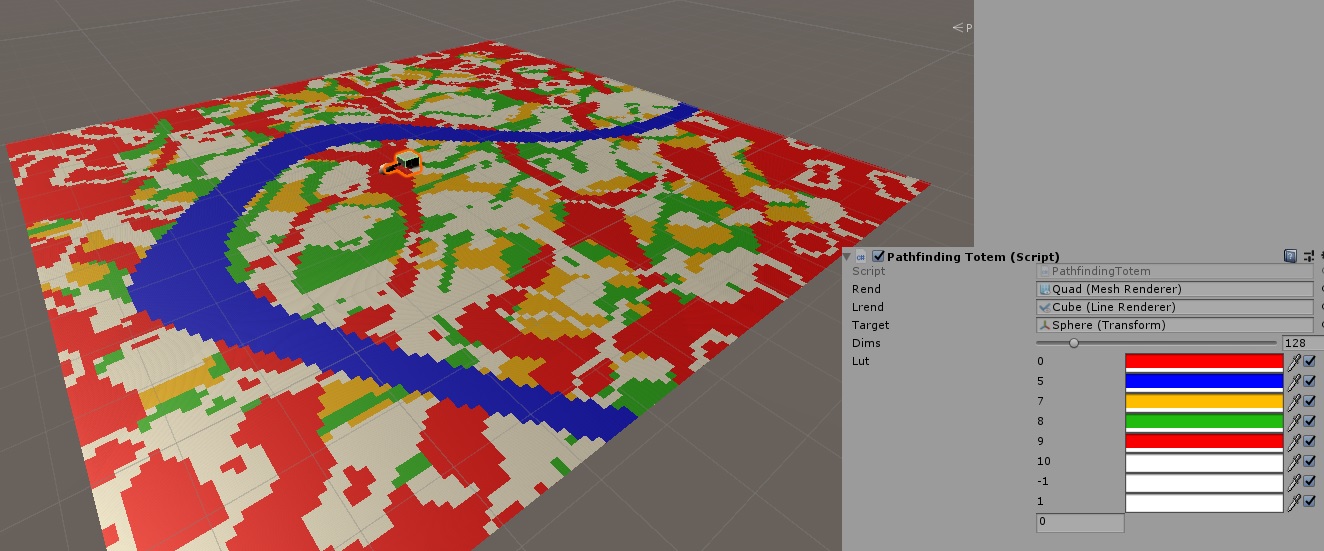 P
Pathfinding Totem (Script)
Script PathfindingTotem
Rend Quad (Mesh Renderer)
Lrend Cube (Line Renderer)
Target Sphere (Transform)
Dims 128
Lut 0
5
7
8
9
10
-1
1
0